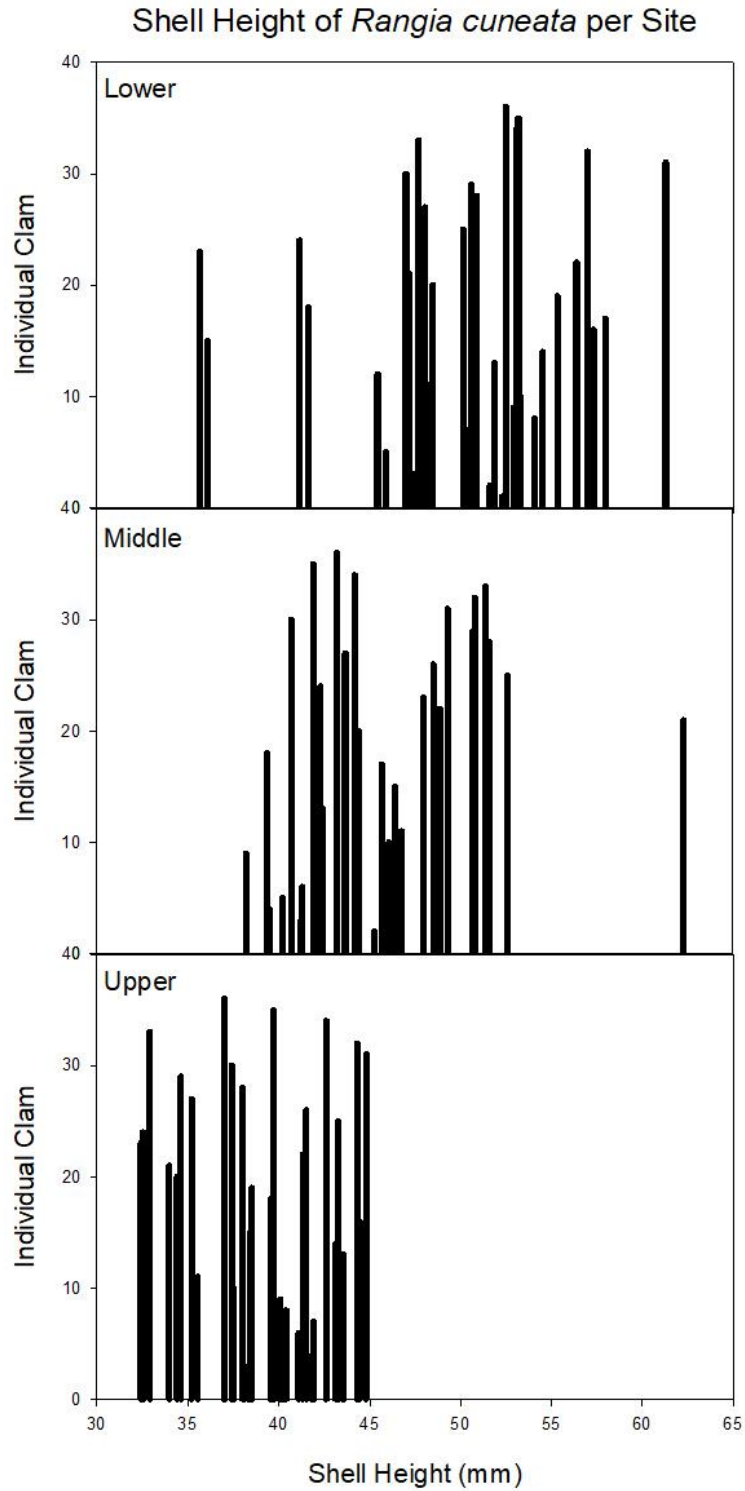 Shell Height of Rangia cuneata per Site
40
Lower
30
Individual Clam
20
10
40
Middle
30
Individual Clam
20
10
40
Upper
30
Individual Clam
20
10
0
30 35 40 45 50 55 60 65
Shell Height (mm)